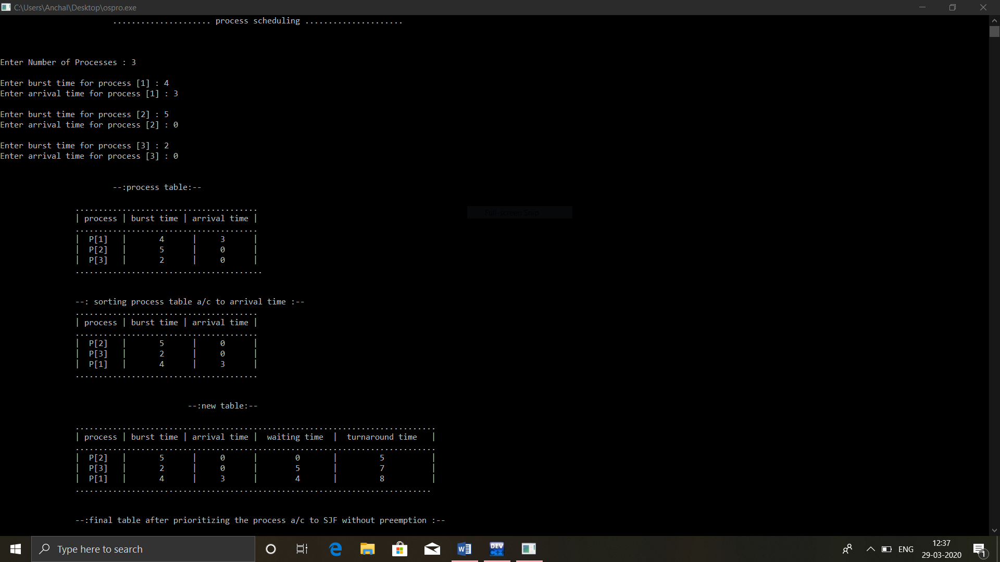 C:\Users\Anchal\Desktop\ospro.exe
..................... process scheduling .....................
Enter Number of Processes : 3
Enter burst time for process [1] : 4
Enter arrival time for process [1] : 3
Enter burst time for process [2] : 5
Enter arrival time for process [2] : 0
Enter burst time for process [3] : 2
Enter arrival time for process [3] : 0
--:process table:--
.......................................
| process | burst time | arrival time |
.......................................
| P[1] | 4 | 3 |
| P[2] | 5 | 0 |
| P[3] | 2 | 0 |
........................................
--: sorting process table a/c to arrival time :--
.......................................
| process | burst time | arrival time |
.......................................
| P[2] | 5 | 0 |
| P[3] | 2 | 0 |
| P[1] | 4 | 3 |
.......................................
--:new table:--
.............................................................................
| process | burst time | arrival time | waiting time | turnaround time |
.............................................................................
| P[2] | 5 | 0 | 0 | 5 |
| P[3] | 2 | 0 | 5 | 7 |
| P[1] | 4 | 3 | 4 | 8 |
............................................................................
--:final table after prioritizing the process a/c to SJF without preemption :--
Full-screen Snip
Type here to search
W
DEV
C++
ENG
12:37
29-03-2020
1